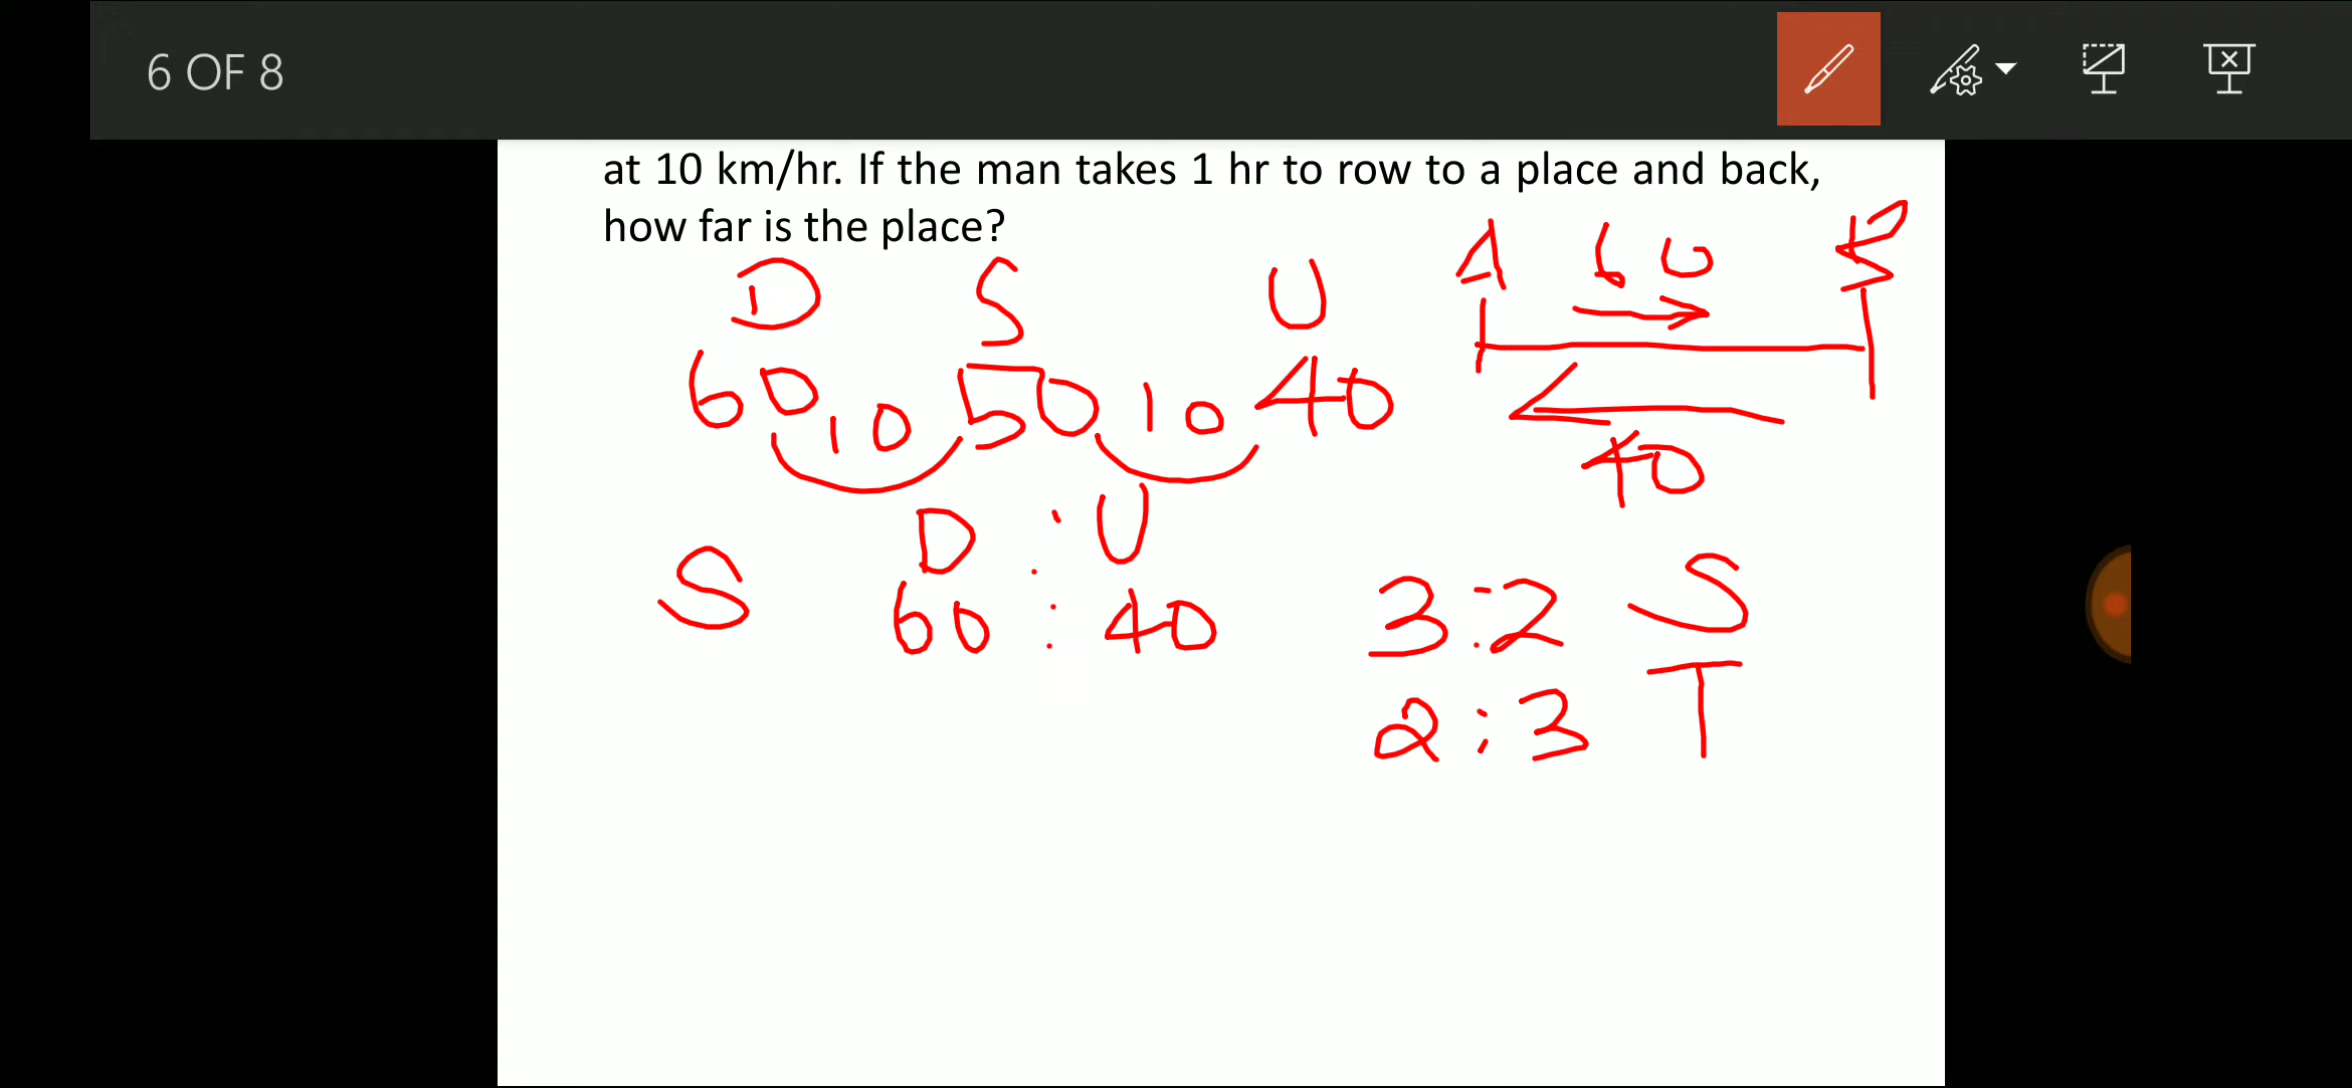 6 OF 8
at 10 km/hr. If the man takes 1 hr to row to a place and back,
how far is the place?
A 60 B
D S U
60 10 50 10 40
40
D : U
S 60 : 40 3:2 S
2:3 T